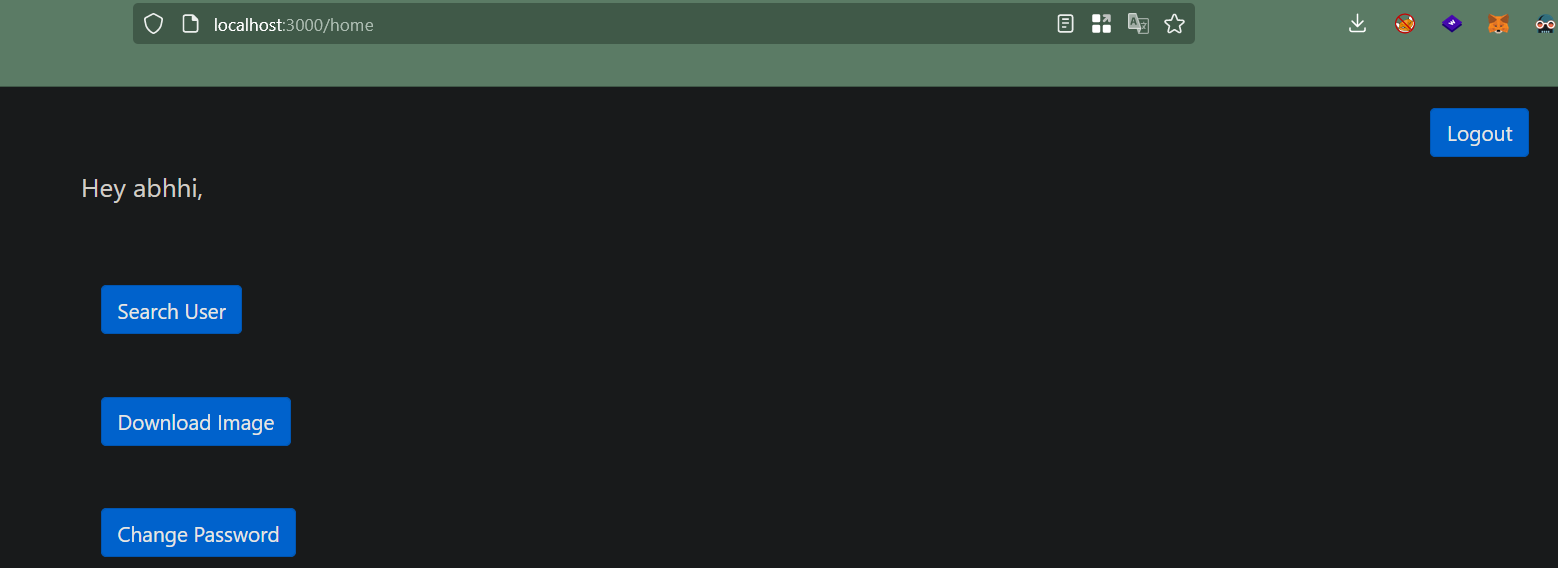 localhost:3000/home
Logout
Hey abhhi,
Search User
Download Image
Change Password